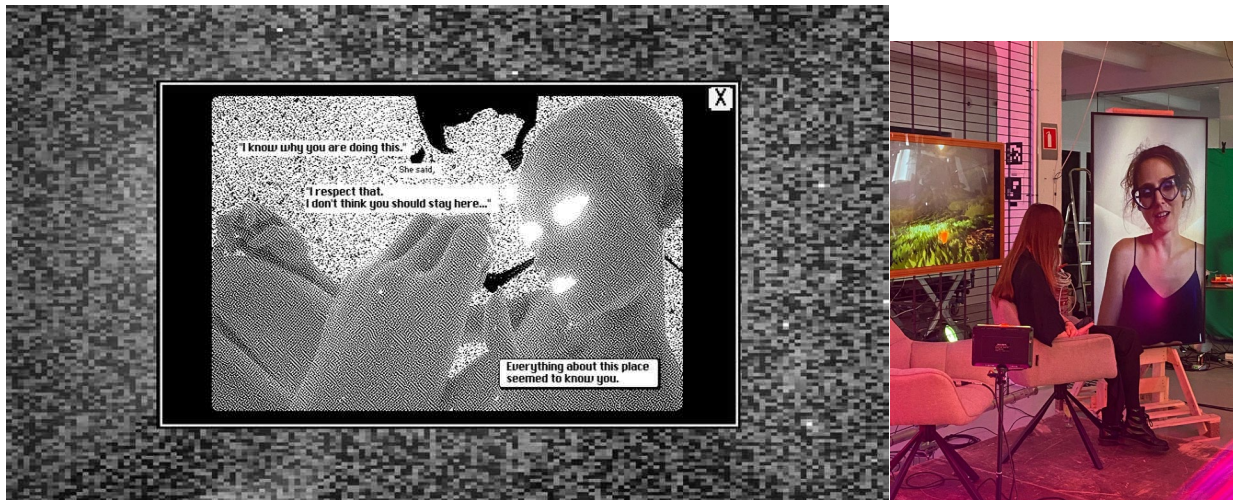 X
"I know why you are doing this."
She said,
"I respect that.
I don't think you should stay here..."
Everything about this place
seemed to know you.